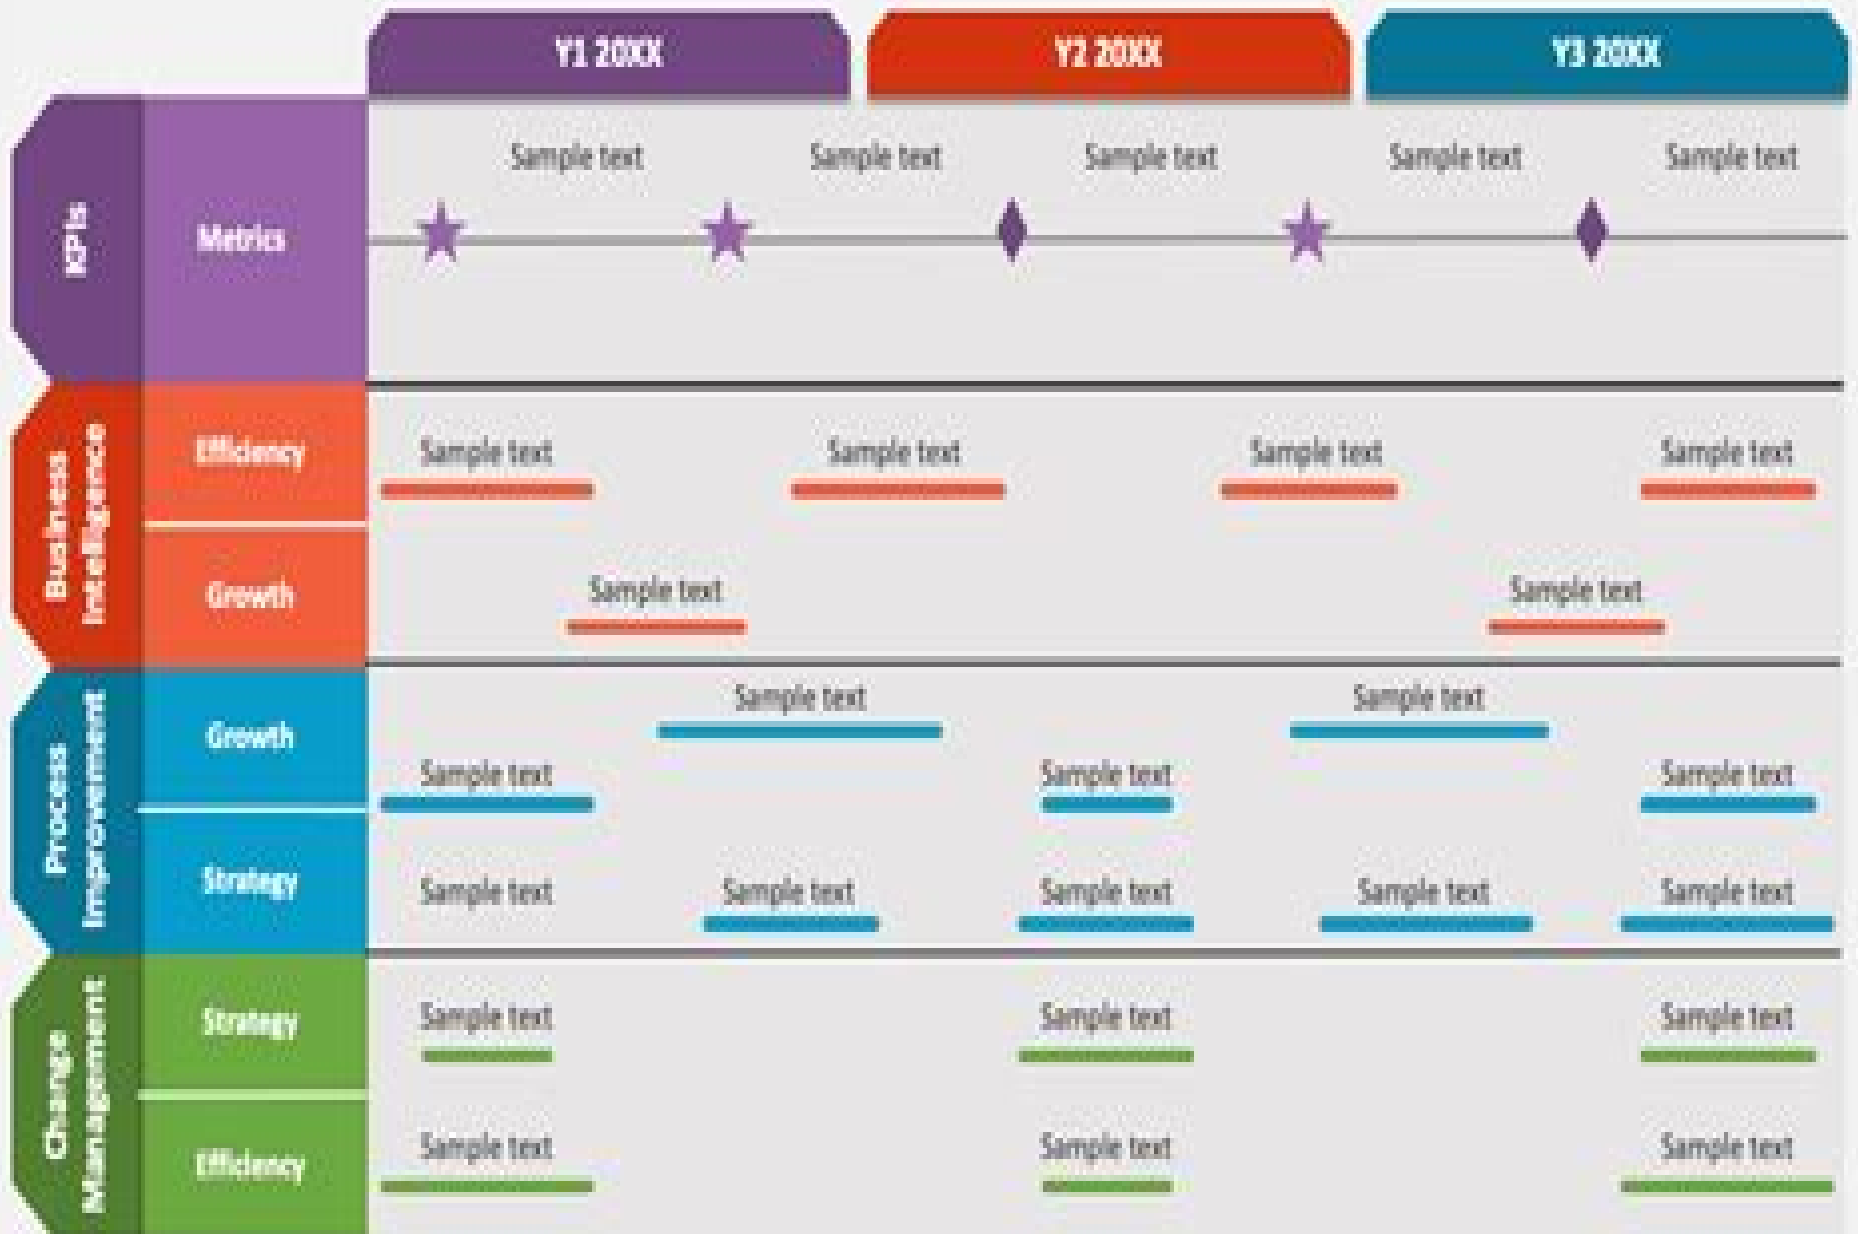 Y1 20XX Y2 20XX Y3 20XX
KPIs
Metrics
Sample text Sample text Sample text Sample text Sample text
Business
Intelligence
Efficiency
Sample text Sample text Sample text Sample text
Growth
Sample text Sample text
Process
Improvement
Growth
Sample text Sample text
Sample text Sample text Sample text
Strategy
Sample text Sample text Sample text Sample text Sample text
Change
Management
Strategy
Sample text Sample text Sample text
Efficiency
Sample text Sample text Sample text